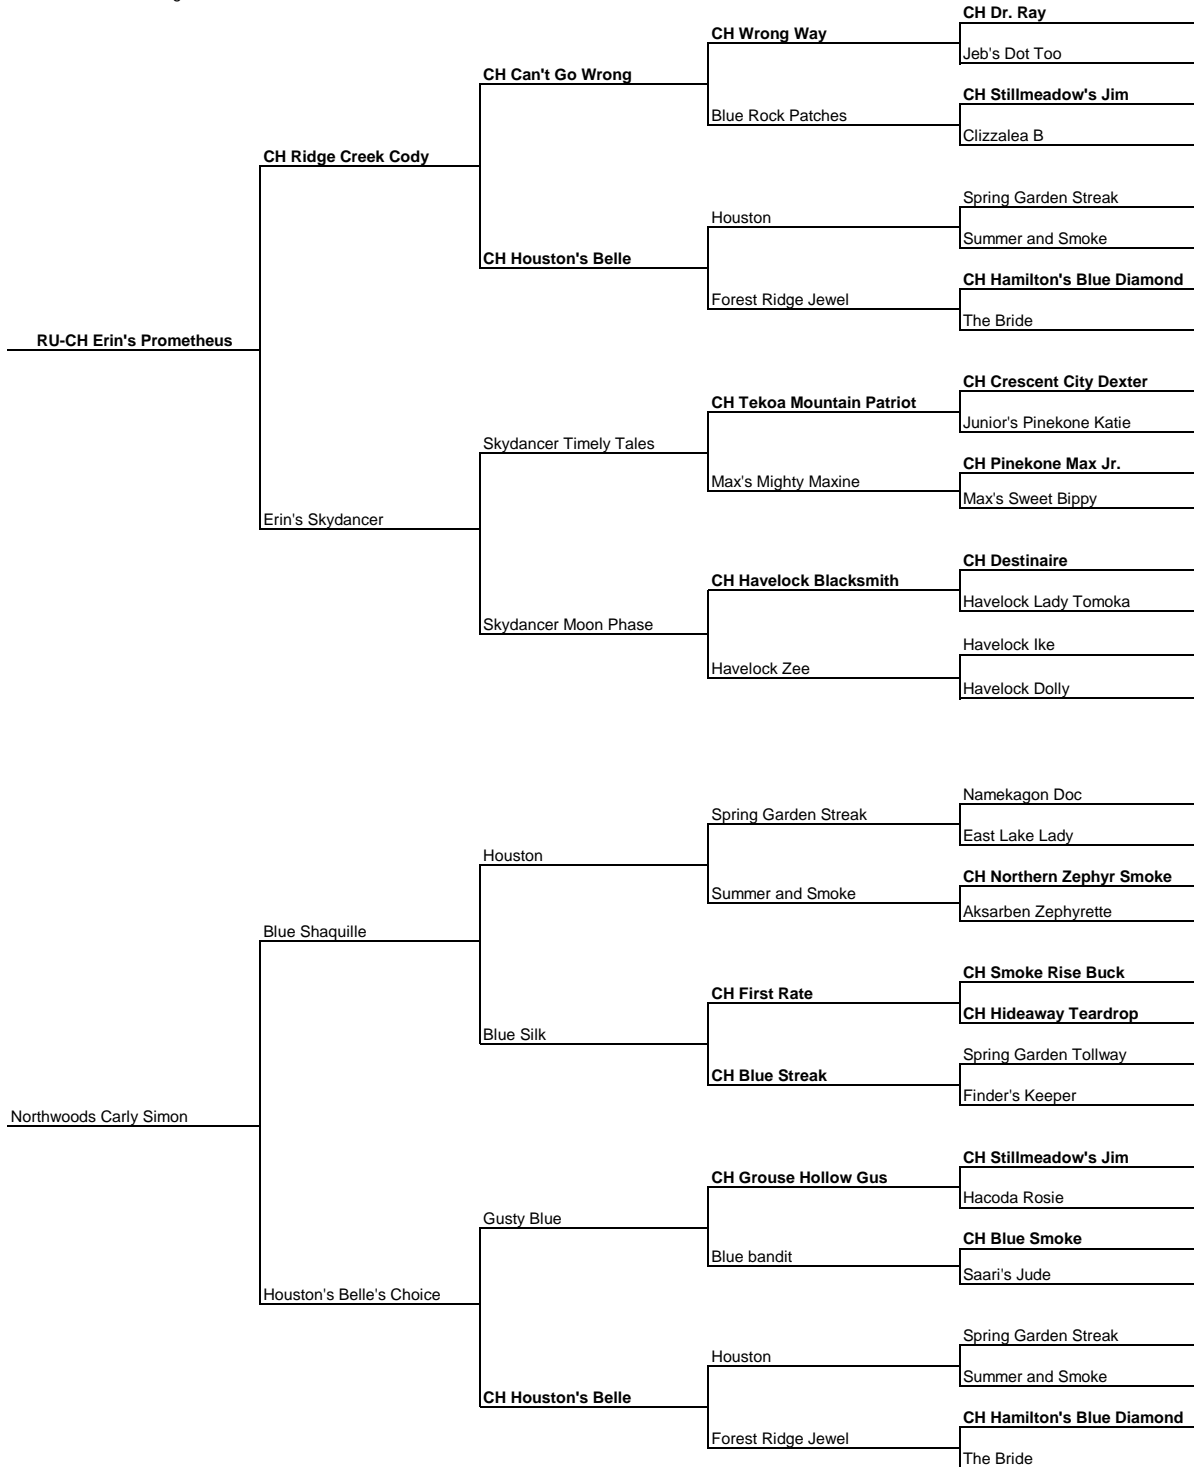 CH Dr. Ray
CH Wrong Way
Jeb's Dot Too
CH Can't Go Wrong
CH Stillmeadow's Jim
Blue Rock Patches
Clizzalea B
CH Ridge Creek Cody
Spring Garden Streak
Houston
Summer and Smoke
CH Houston's Belle
CH Hamilton's Blue Diamond
Forest Ridge Jewel
The Bride
RU-CH Erin's Prometheus
CH Crescent City Dexter
CH Tekoa Mountain Patriot
Junior's Pinekone Katie
Skydancer Timely Tales
CH Pinekone Max Jr.
Max's Mighty Maxine
Max's Sweet Bippy
Erin's Skydancer
CH Destinaire
CH Havelock Blacksmith
Havelock Lady Tomoka
Skydancer Moon Phase
Havelock Ike
Havelock Zee
Havelock Dolly
Namekagon Doc
Spring Garden Streak
East Lake Lady
Houston
CH Northern Zephyr Smoke
Summer and Smoke
Aksarben Zephyrette
Blue Shaquille
CH Smoke Rise Buck
CH First Rate
CH Hideaway Teardrop
Blue Silk
Spring Garden Tollway
CH Blue Streak
Finder's Keeper
Northwoods Carly Simon
CH Stillmeadow's Jim
CH Grouse Hollow Gus
Hacoda Rosie
Gusty Blue
CH Blue Smoke
Blue bandit
Saari's Jude
Houston's Belle's Choice
Spring Garden Streak
Houston
Summer and Smoke
CH Houston's Belle
CH Hamilton's Blue Diamond
Forest Ridge Jewel
The Bride